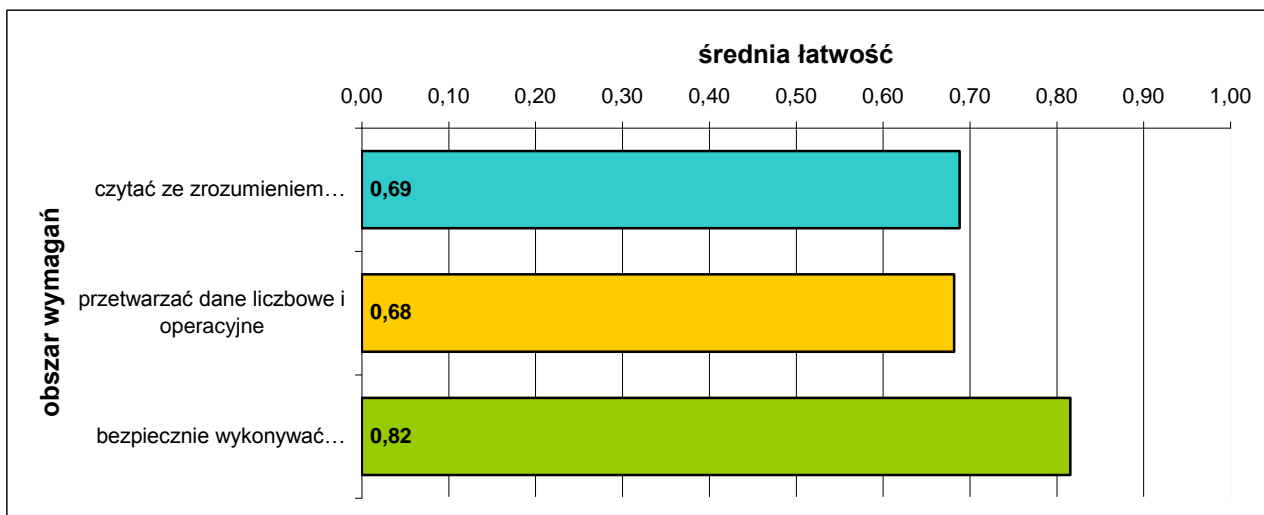 średnia łatwość
0,00 0,10 0,20 0,30 0,40 0,50 0,60 0,70 0,80 0,90 1,00
obszar wymagań
czytać ze zrozumieniem…
0,69
przetwarzać dane liczbowe i
operacyjne
0,68
bezpiecznie wykonywać…
0,82